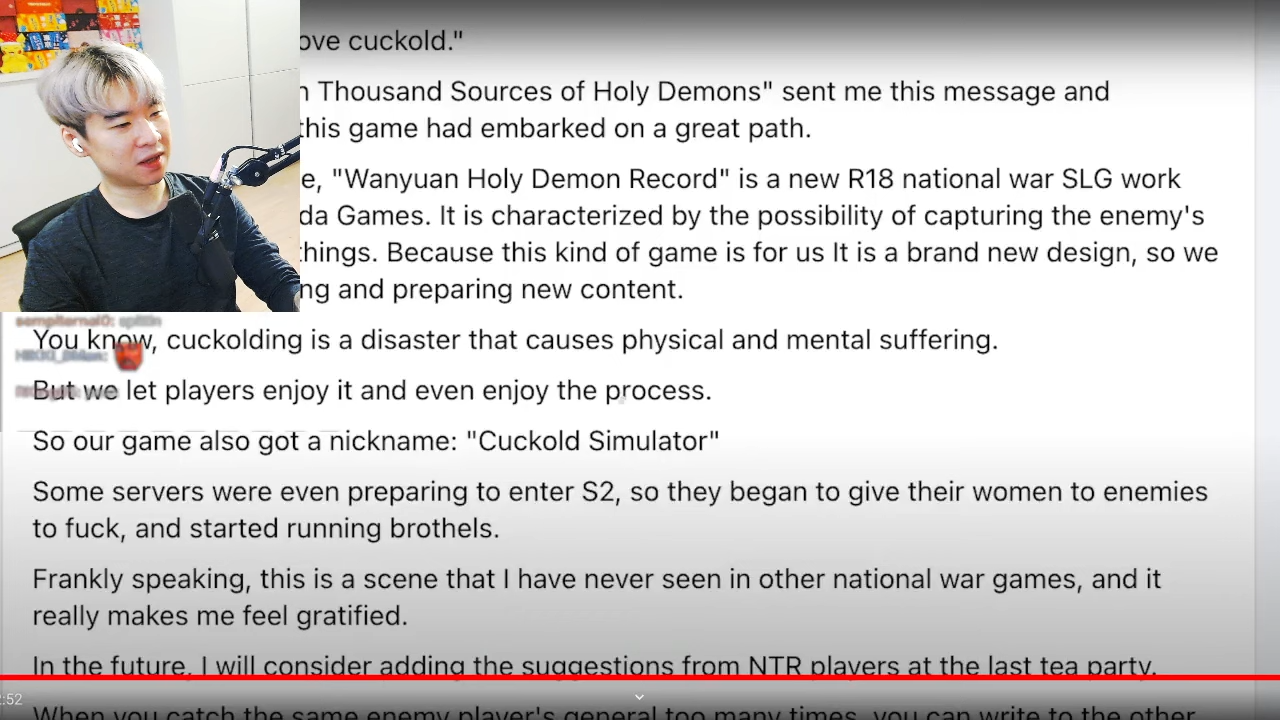 ove cuckold."
n Thousand Sources of Holy Demons" sent me this message and
this game had embarked on a great path.
e, "Wanyuan Holy Demon Record" is a new R18 national war SLG work
da Games. It is characterized by the possibility of capturing the enemy's
things. Because this kind of game is for us It is a brand new design, so we
ng and preparing new content.
You know, cuckolding is a disaster that causes physical and mental suffering.
But we let players enjoy it and even enjoy the process.
So our game also got a nickname: "Cuckold Simulator"
Some servers were even preparing to enter S2, so they began to give their women to enemies
to fuck, and started running brothels.
Frankly speaking, this is a scene that I have never seen in other national war games, and it
really makes me feel gratified.
In the future, I will consider adding the suggestions from NTR players at the last tea party.
:52
When you catch the same enemy player's general too many times, you can write to the other